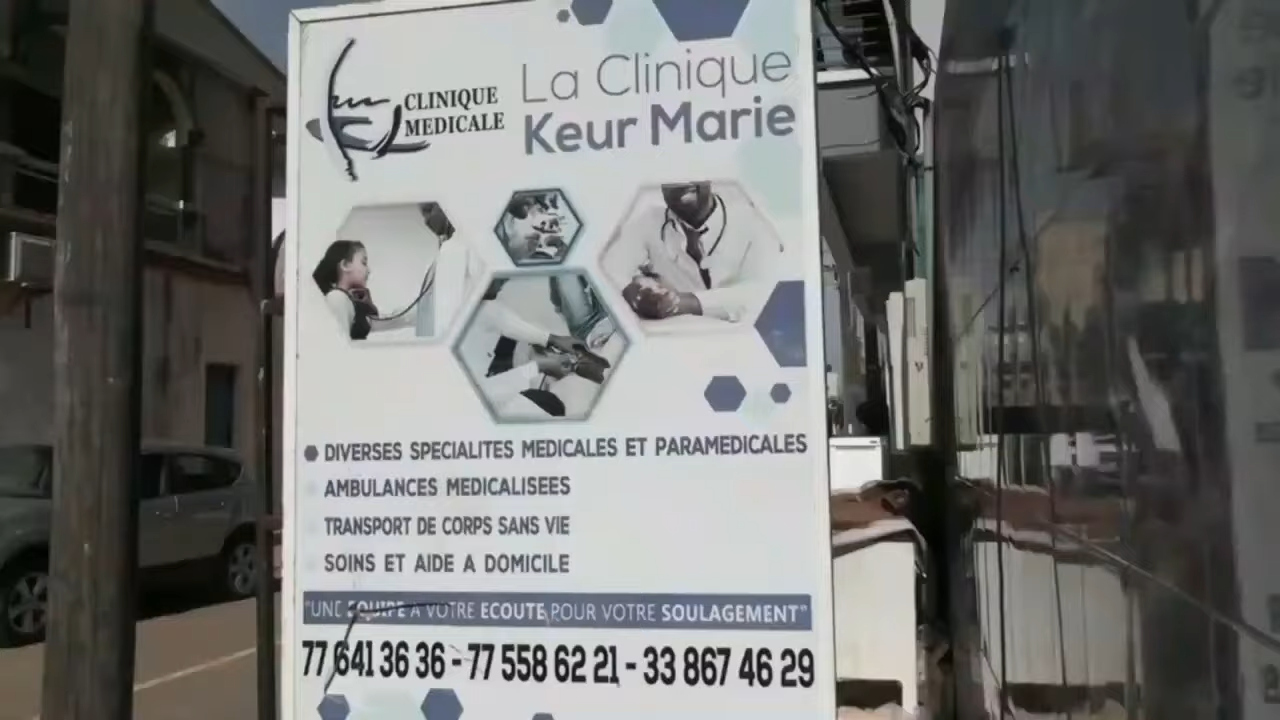 CLINIQUE
MEDICALE
La Clinique
Keur Marie
DIVERSES SPECIALITES MEDICALES ET PARAMEDICALES
AMBULANCES MEDICALISEES
TRANSPORT DE CORPS SANS VIE
SOINS ET AIDE A DOMICILE
"UNE EQUIPE A VOTRE ECOUTE, POUR VOTRE SOULAGEMENT"
77 641 36 36 - 77 558 62 21 - 33 867 46 29